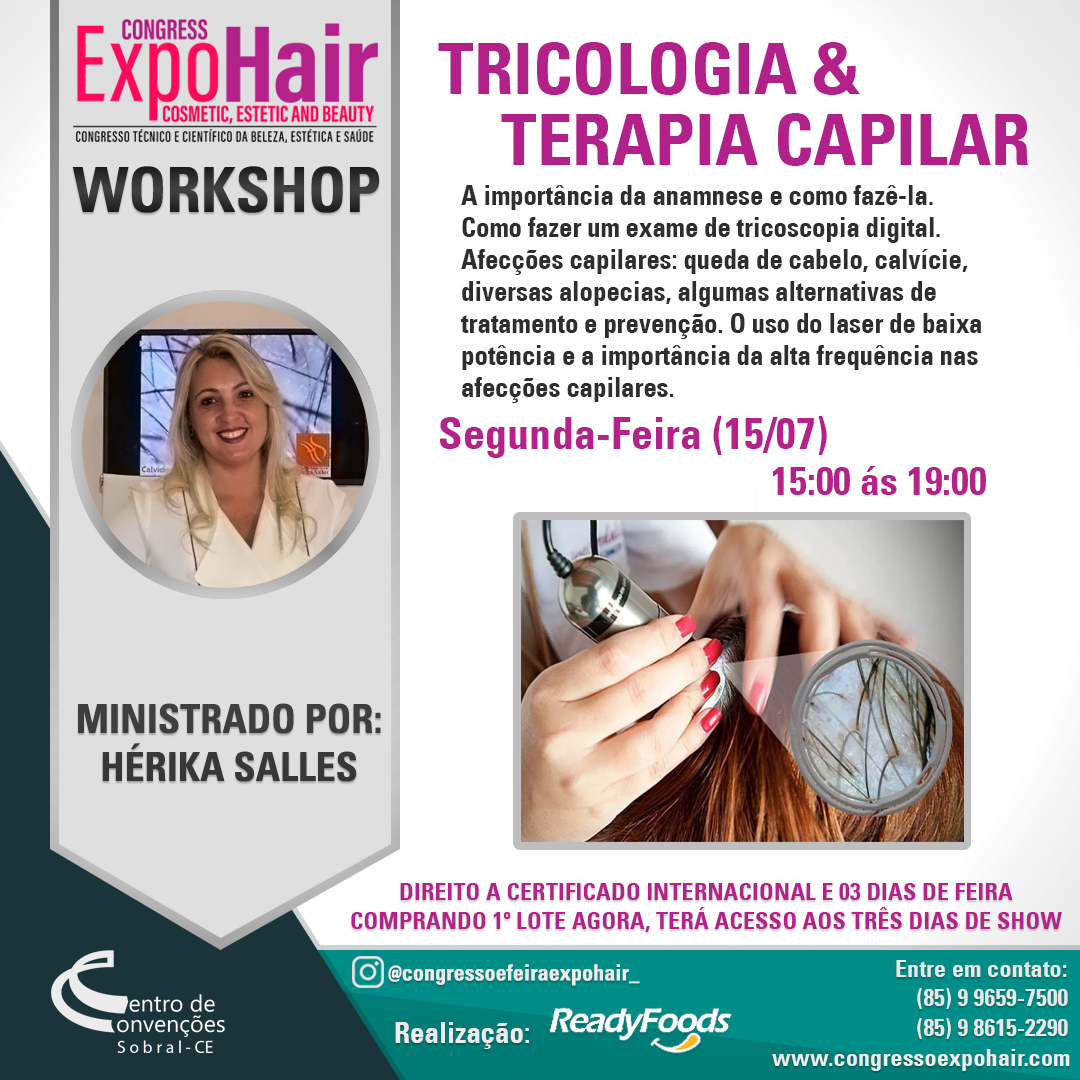 CONGRESS
ExpoHair
COSMETIC, ESTETIC AND BEAUTY
CONGRESSO TÉCNICO E CIENTÍFICO DA BELEZA, ESTÉTICA E SAÚDE
WORKSHOP
MINISTRADO POR:
HÉRIKA SALLES
TRICOLOGIA &
TERAPIA CAPILAR
A importância da anamnese e como fazê-la.
Como fazer um exame de tricoscopia digital.
Afecções capilares: queda de cabelo, calvície,
diversas alopecias, algumas alternativas de
tratamento e prevenção. O uso do laser de baixa
potência e a importância da alta frequência nas
afecções capilares.
Segunda-Feira (15/07)
15:00 ás 19:00
DIREITO A CERTIFICADO INTERNACIONAL E 03 DIAS DE FEIRA
COMPRANDO 1º LOTE AGORA, TERÁ ACESSO AOS TRÊS DIAS DE SHOW
Centro de
Convenções
Sobral-CE
@congressoefeiraexpohair_
Realização: ReadyFoods
Entre em contato:
(85) 9 9659-7500
(85) 9 8615-2290
www.congressoexpohair.com